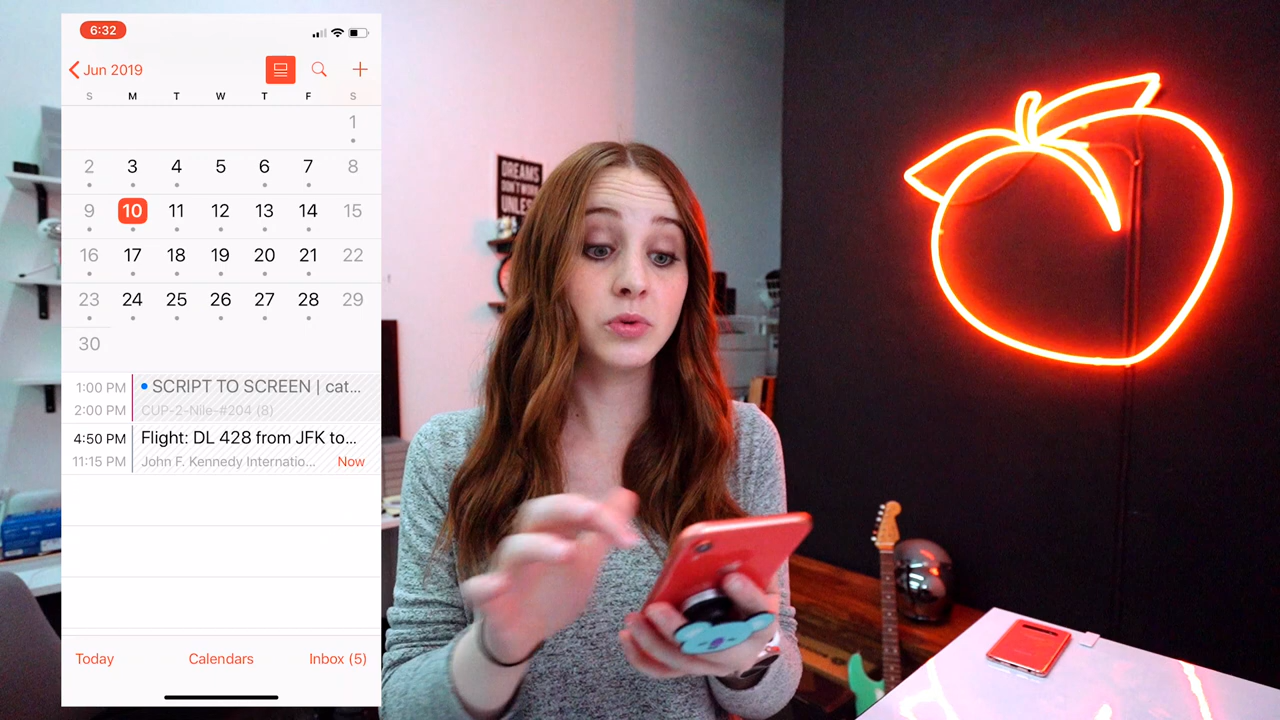 6:32
Jun 2019
S M T W T F S
1
2 3 4 5 6 7 8
9 10 11 12 13 14 15
16 17 18 19 20 21 22
23 24 25 26 27 28 29
30
1:00 PM SCRIPT TO SCREEN | cat...
2:00 PM CUP-2-Nile-#204 (8)
4:50 PM Flight: DL 428 from JFK to...
11:15 PM John F. Kennedy Internatio... Now
Today Calendars Inbox (5)
DREAMS
DON'T WORK
UNLESS